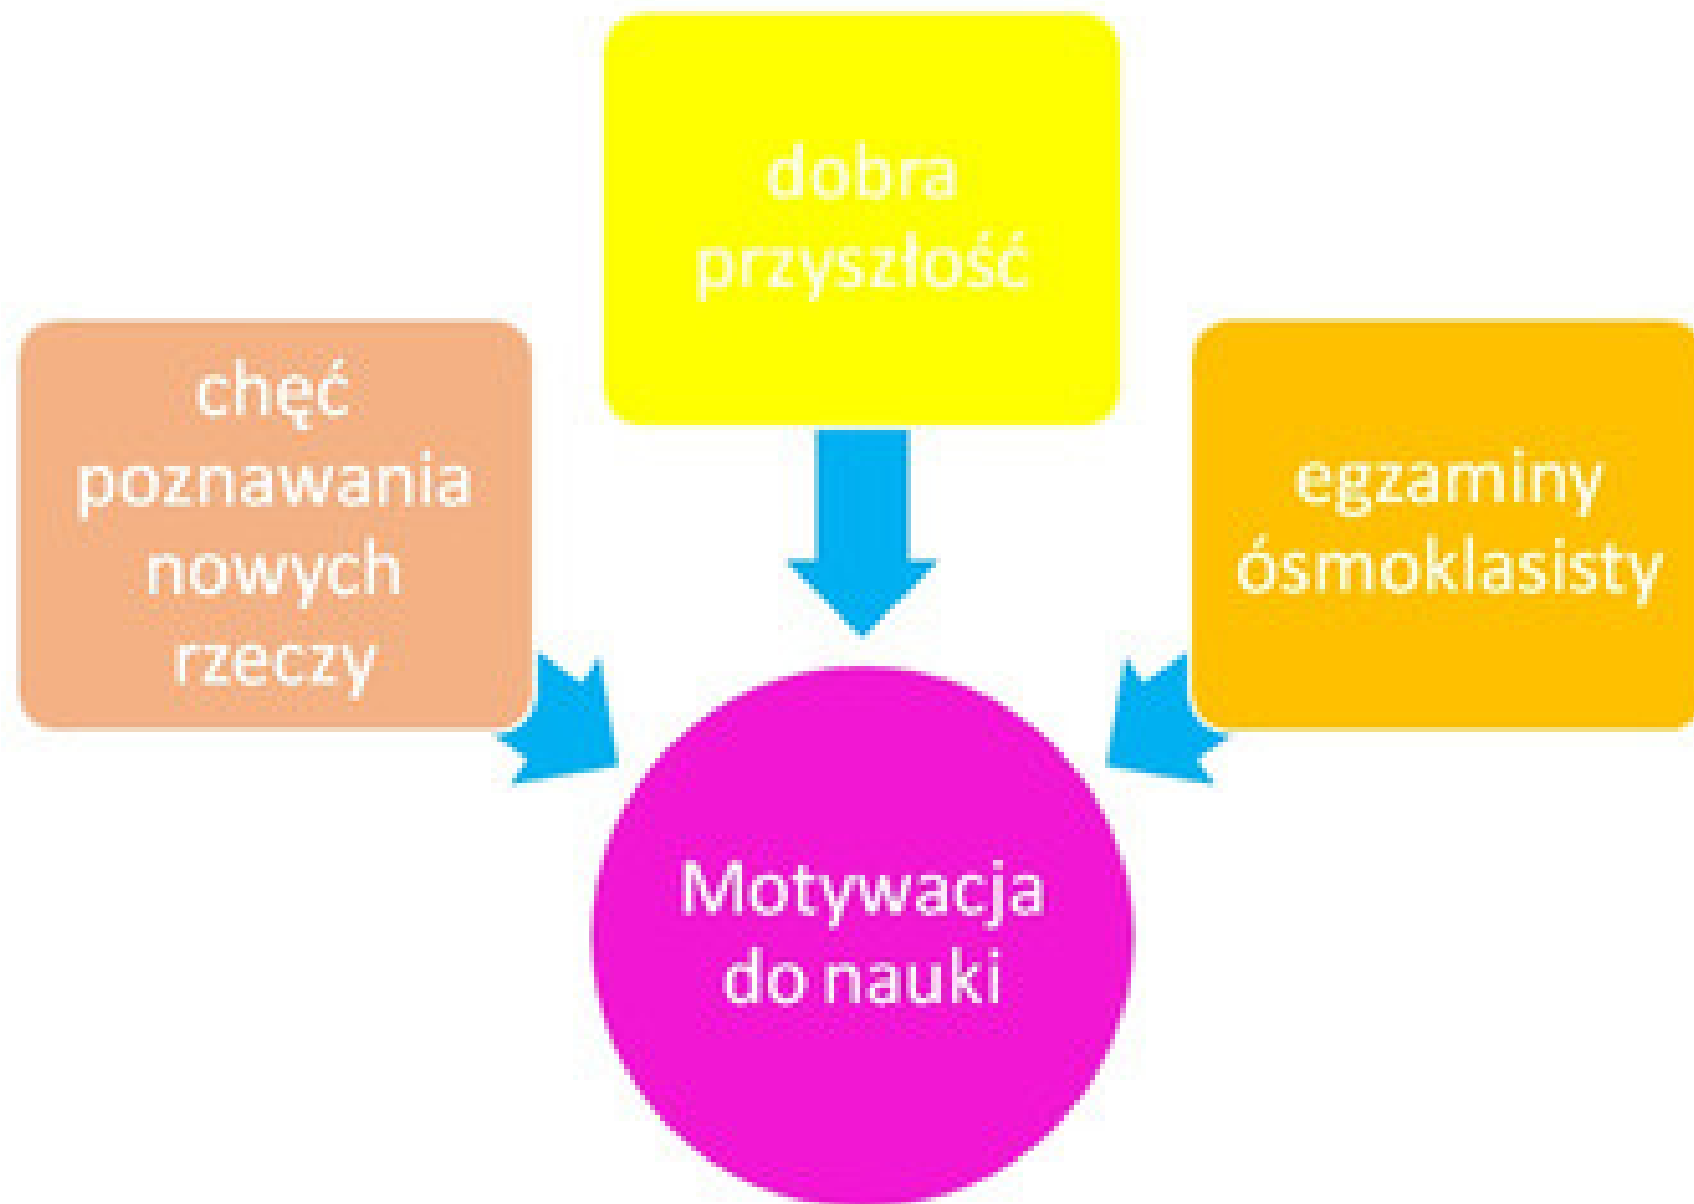 dobra
przyszłość
chęć
poznawania
nowych
rzeczy
egzaminy
ósmoklasisty
Motywacja
do nauki